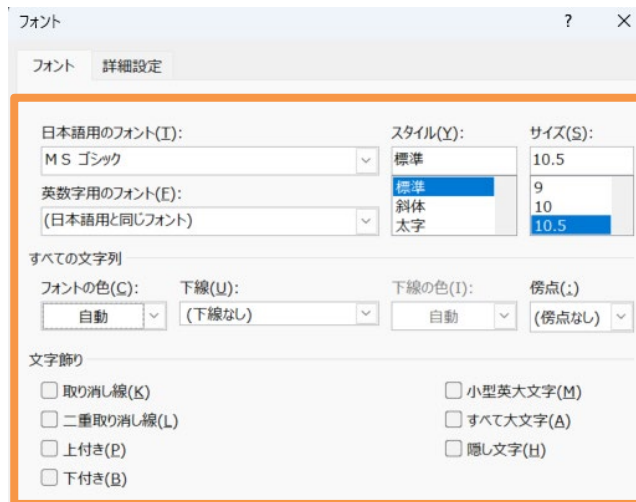 フォント ? ×
フォント 詳細設定
日本語用のフォント(T): スタイル(Y): サイズ(S):
ＭＳ ゴシック 標準 10.5
英数字用のフォント(F): 標準 9
(日本語用と同じフォント) 斜体 10
太字 10.5
すべての文字列
フォントの色(C): 下線(U): 下線の色(I): 傍点(:)
自動 (下線なし) 自動 (傍点なし)
文字飾り
取り消し線(K) 小型英大文字(M)
二重取り消し線(L) すべて大文字(A)
上付き(P) 隠し文字(H)
下付き(B)